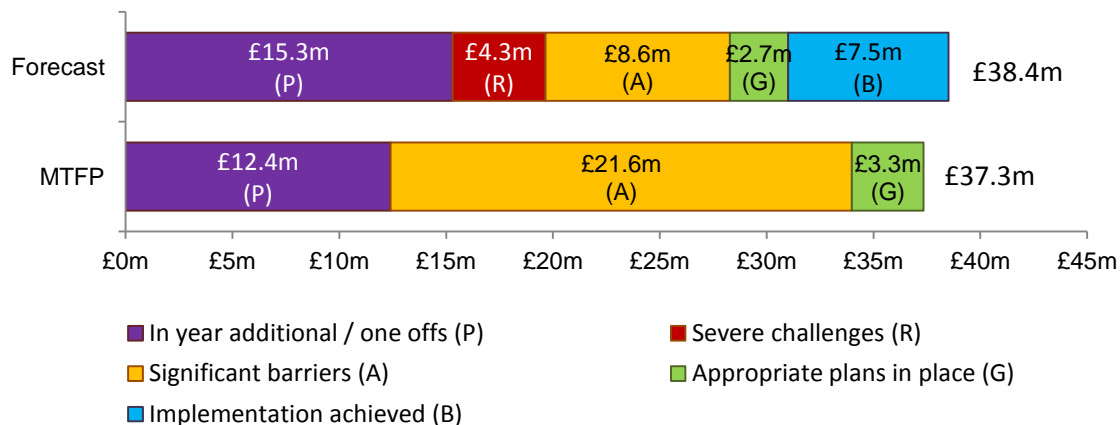 Forecast
£15.3m
(P)
£4.3m
(R)
£8.6m
(A)
£2.7m
(G)
£7.5m
(B)
£38.4m
MTFP
£12.4m
(P)
£21.6m
(A)
£3.3m
(G)
£37.3m
£0m £5m £10m £15m £20m £25m £30m £35m £40m £45m
In year additional / one offs (P)
Severe challenges (R)
Significant barriers (A)
Appropriate plans in place (G)
Implementation achieved (B)